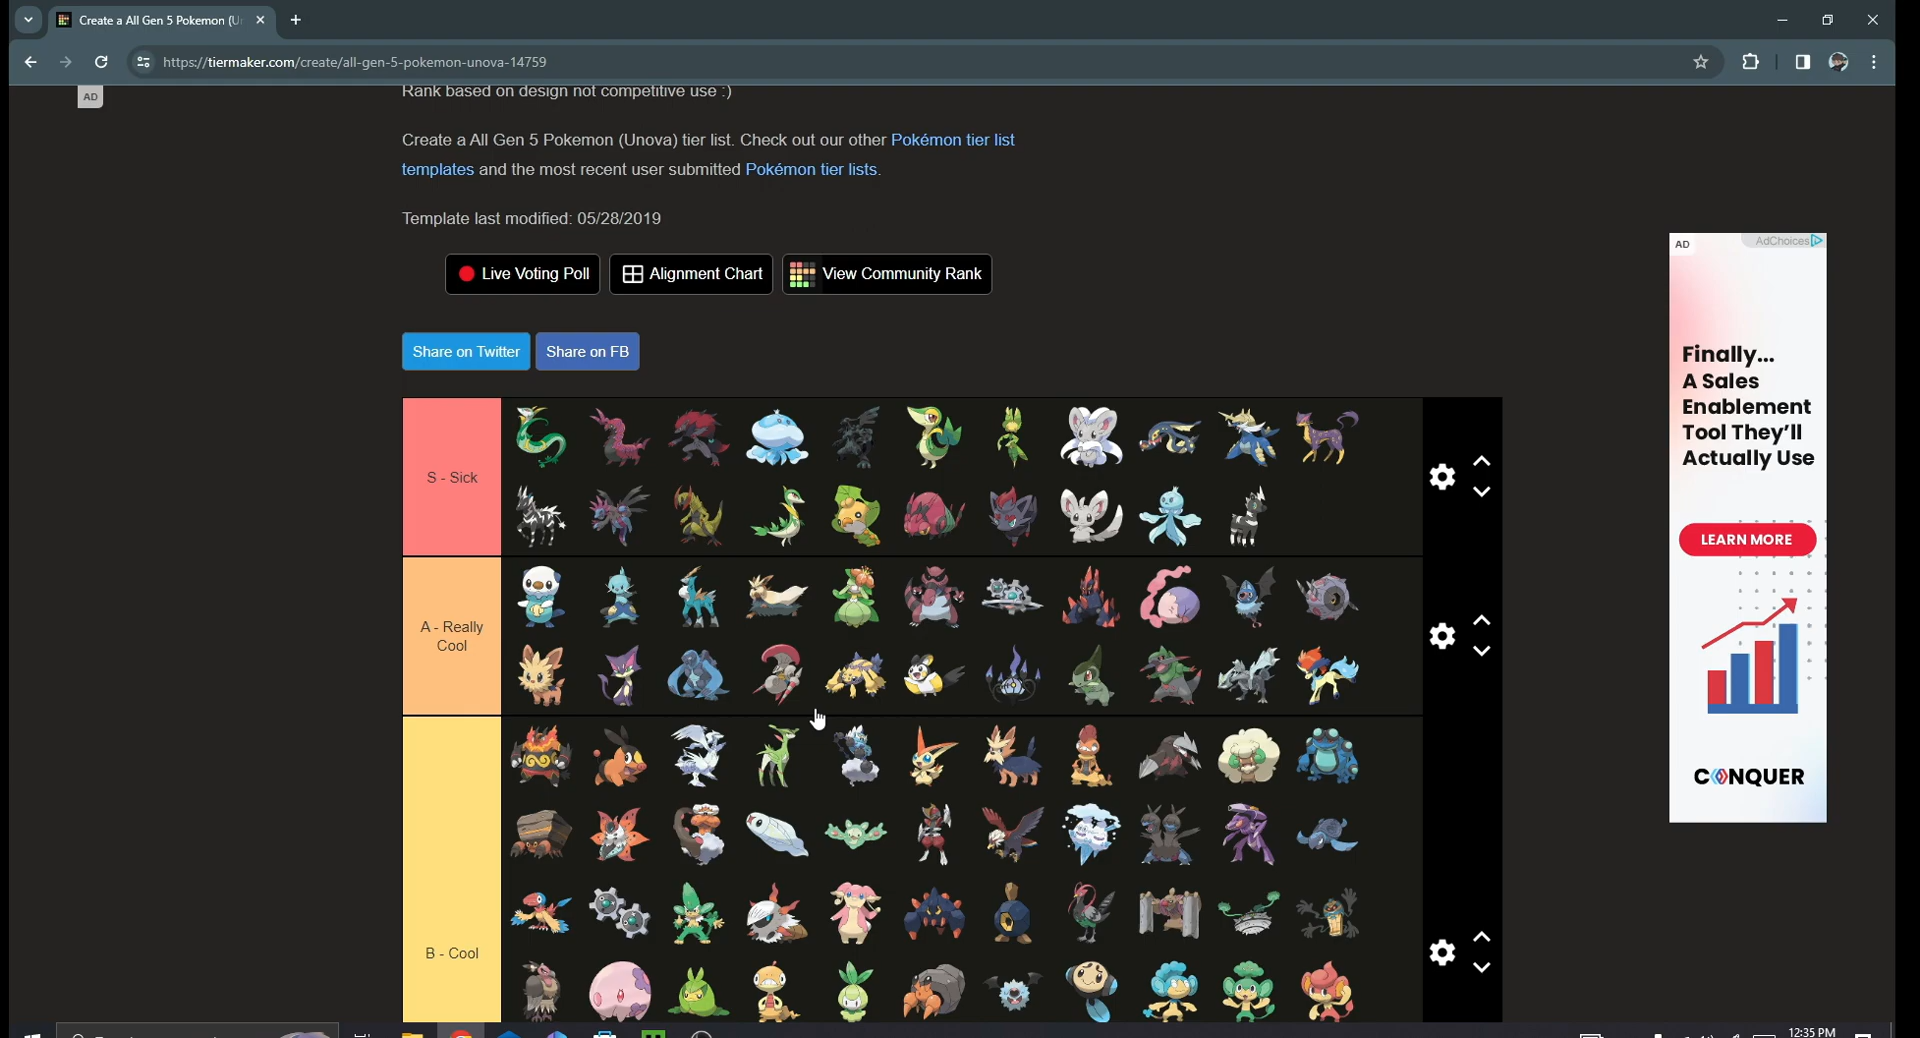 Create a All Gen 5 Pokemon (U
https://tiermaker.com/create/all-gen-5-pokemon-unova-14759
AD
Rank based on design not competitive use :)
Create a All Gen 5 Pokemon (Unova) tier list. Check out our other Pokémon tier list
templates and the most recent user submitted Pokémon tier lists.
Template last modified: 05/28/2019
Live Voting Poll
Alignment Chart
View Community Rank
Share on Twitter
Share on FB
S - Sick
A - Really
Cool
B - Cool
AD
AdChoices
Finally...
A Sales
Enablement
Tool They'll
Actually Use
LEARN MORE
CONQUER
12:35 PM